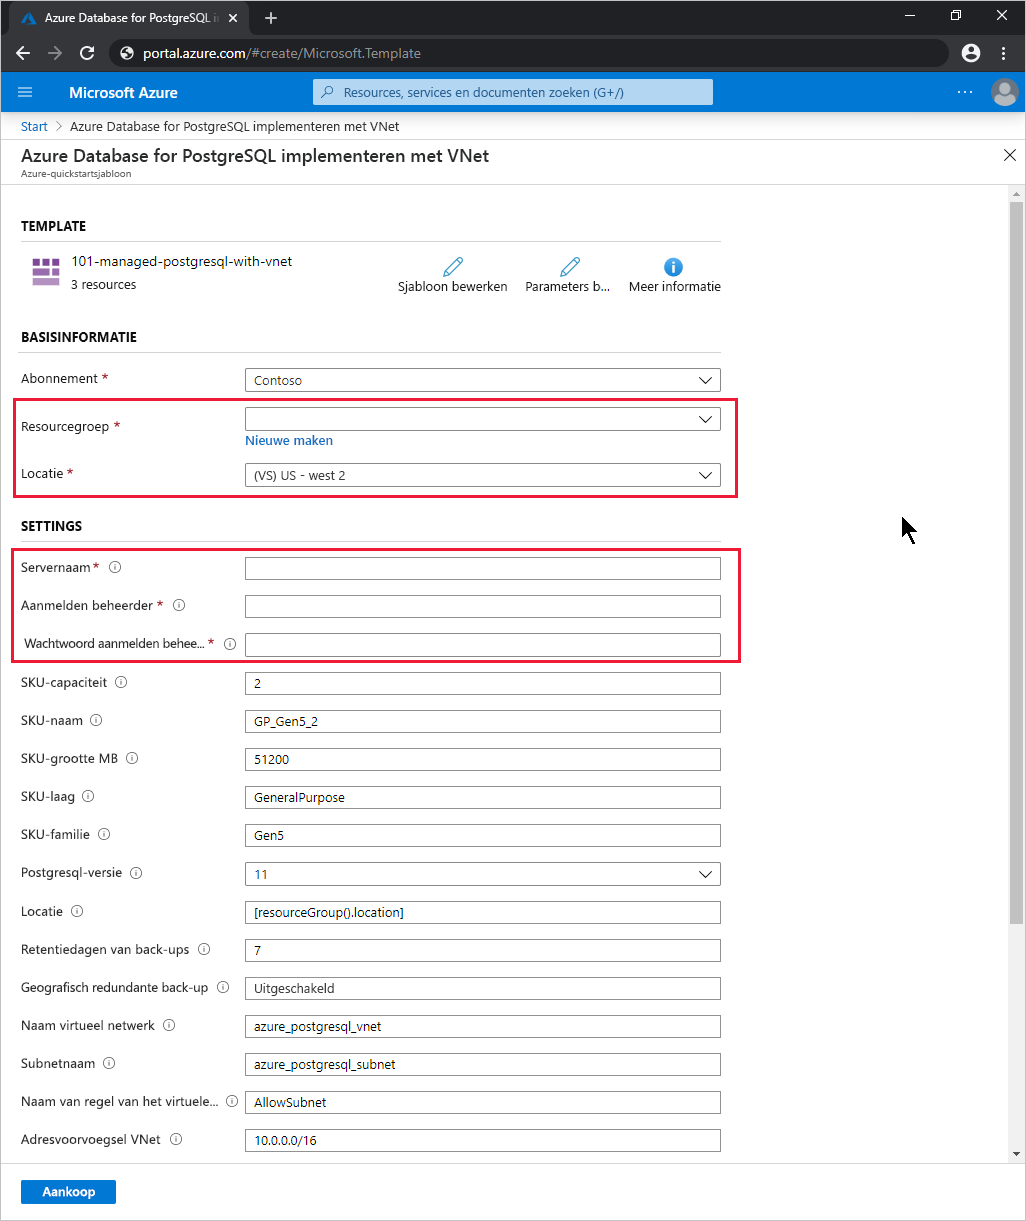 Azure Database for PostgreSQL i
portal.azure.com/#create/Microsoft.Template
Microsoft Azure
Resources, services en documenten zoeken (G+/)
Start > Azure Database for PostgreSQL implementeren met VNet
Azure Database for PostgreSQL implementeren met VNet
Azure-quickstartsjabloon
TEMPLATE
101-managed-postgresql-with-vnet
3 resources
Sjabloon bewerken
Parameters b...
Meer informatie
BASISINFORMATIE
Abonnement *
Contoso
Resourcegroep *
Nieuwe maken
Locatie *
(VS) US - west 2
SETTINGS
Servernaam *
Aanmelden beheerder *
Wachtwoord aanmelden behee... *
SKU-capaciteit
2
SKU-naam
GP_Gen5_2
SKU-grootte MB
51200
SKU-laag
GeneralPurpose
SKU-familie
Gen5
Postgresql-versie
11
Locatie
[resourceGroup().location]
Retentiedagen van back-ups
7
Geografisch redundante back-up
Uitgeschakeld
Naam virtueel netwerk
azure_postgresql_vnet
Subnetnaam
azure_postgresql_subnet
Naam van regel van het virtuele...
AllowSubnet
Adresvoorvoegsel VNet
10.0.0.0/16
Aankoop